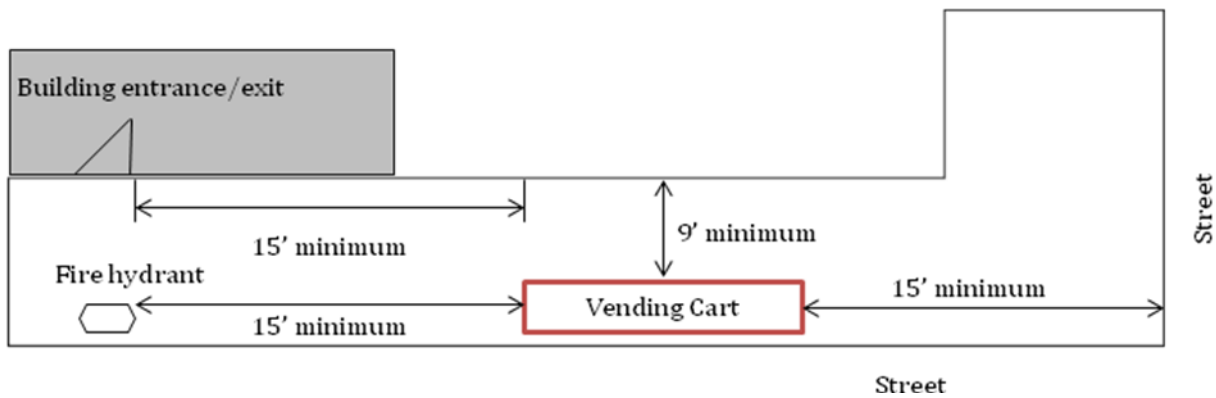 Building entrance/exit
15’ minimum
9’ minimum
Fire hydrant
15’ minimum
Vending Cart
15’ minimum
Street
Street